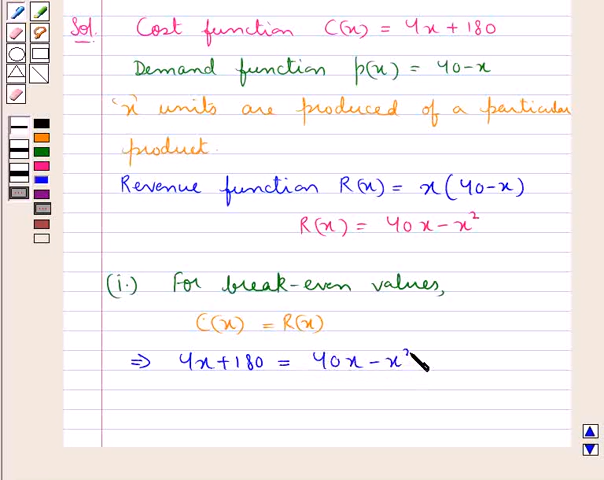 Sol. Cost function C(x) = 4x + 180
Demand function p(x) = 40 - x
'x' units are produced of a particular
product.
Revenue function R(x) = x(40 - x)
R(x) = 40x - x²
(i.) For break-even values,
C(x) = R(x)
⇒ 4x + 180 = 40x - x²